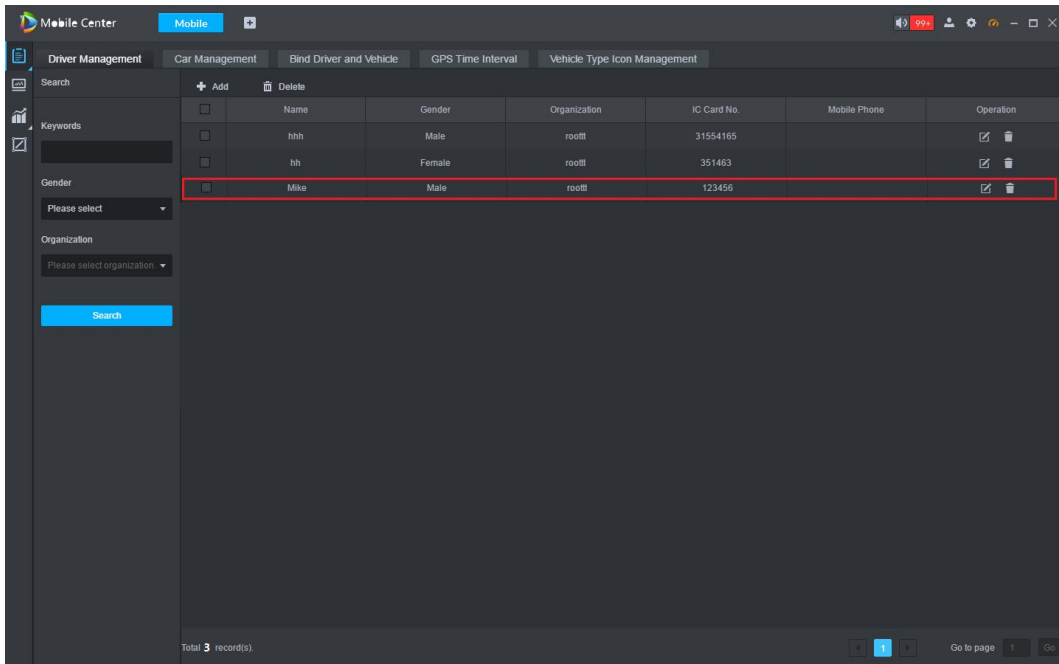 Mobile Center Mobile 99+
Driver Management Car Management Bind Driver and Vehicle GPS Time Interval Vehicle Type Icon Management
Search
Add Delete
Name Gender Organization IC Card No. Mobile Phone Operation
hhh Male roottt 31554165
hh Female roottt 351463
Mike Male roottt 123456
Keywords
Gender
Please select
Organization
Please select organization
Search
Total 3 record(s).
1 Go to page 1 Go